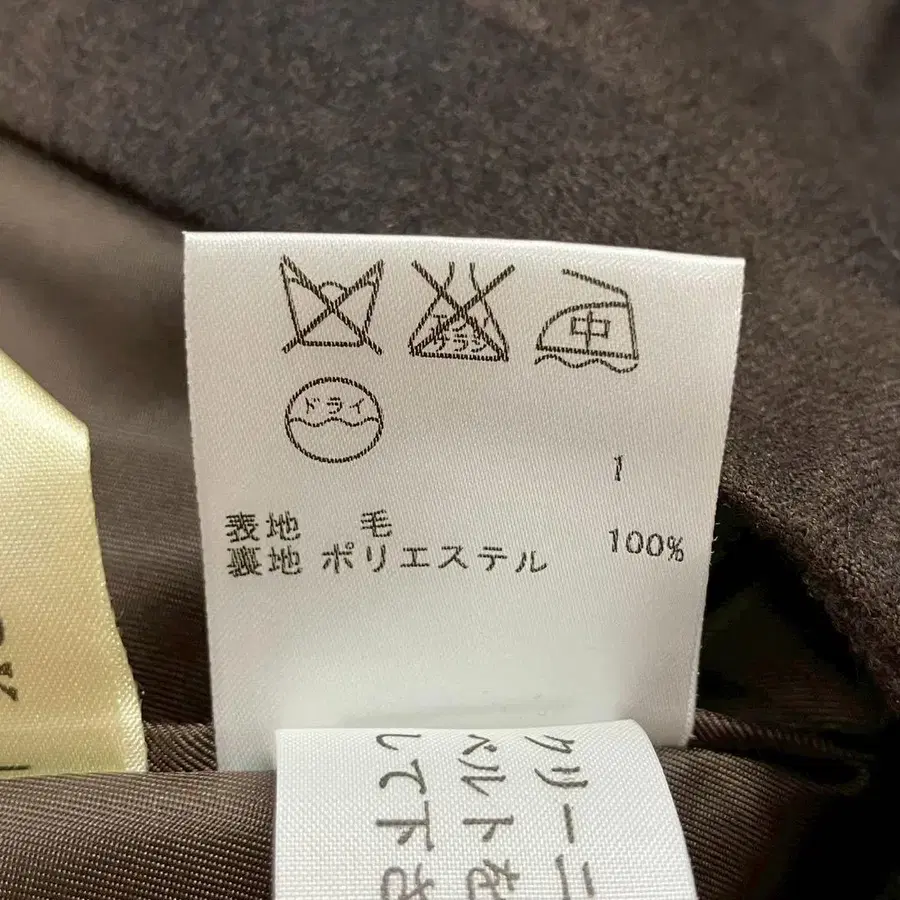 エンソ
サラシ
中
ドライ
1
表地 毛
裏地 ポリエステル 100%
クリーニ
ベルトを
して下さ